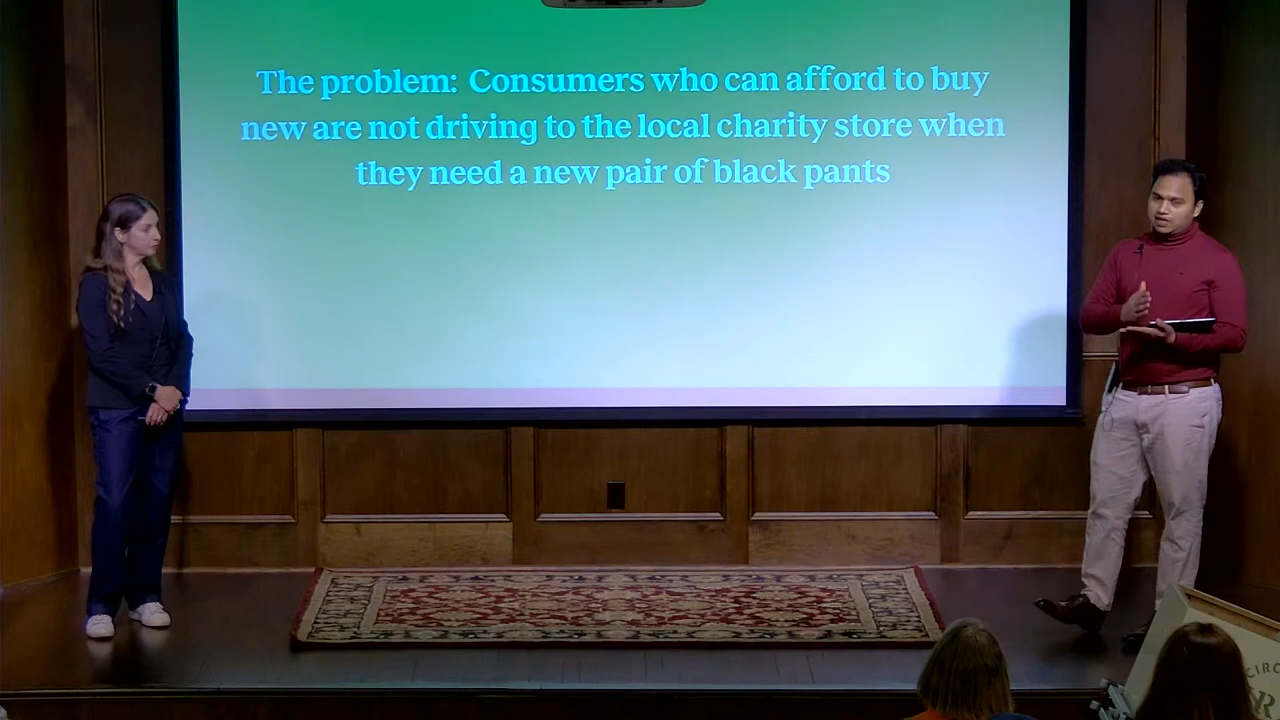 The problem: Consumers who can afford to buy
new are not driving to the local charity store when
they need a new pair of black pants
CIRC